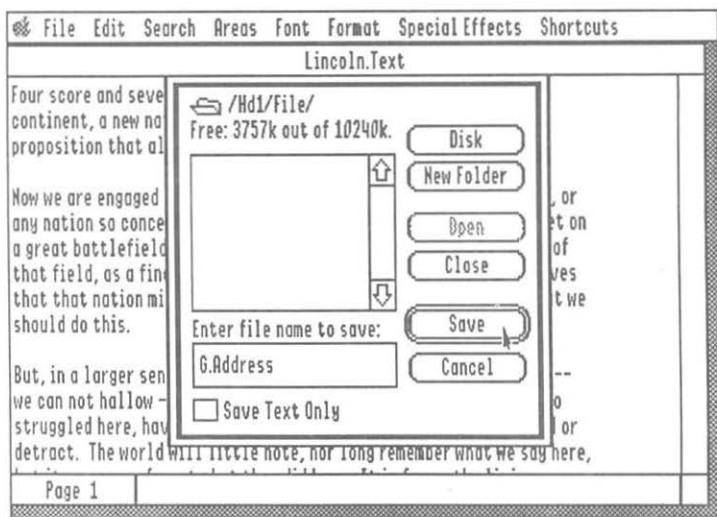 File Edit Search Areas Font Format Special Effects Shortcuts
Lincoln.Text
Four score and seve
continent, a new na
proposition that al
Now we are engaged
any nation so conce
a great battlefield
that field, as a fin
that that nation mi
should do this.
But, in a larger sen
we can not hallow -
struggled here, hav
detract. The world will little note, nor long remember what we say here,
, or
et on
of
ves
t we
--
o
or
/Hd1/File/
Free: 3757k out of 10240k.
Disk
New Folder
Open
Close
Enter file name to save:
Save
G.Address
Cancel
Save Text Only
Page 1